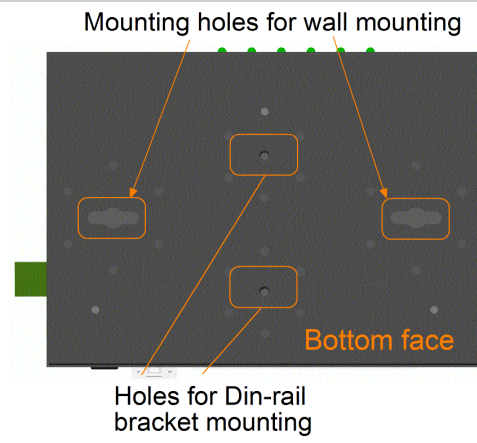 Mounting holes for wall mounting
Bottom face
Holes for Din-rail
bracket mounting